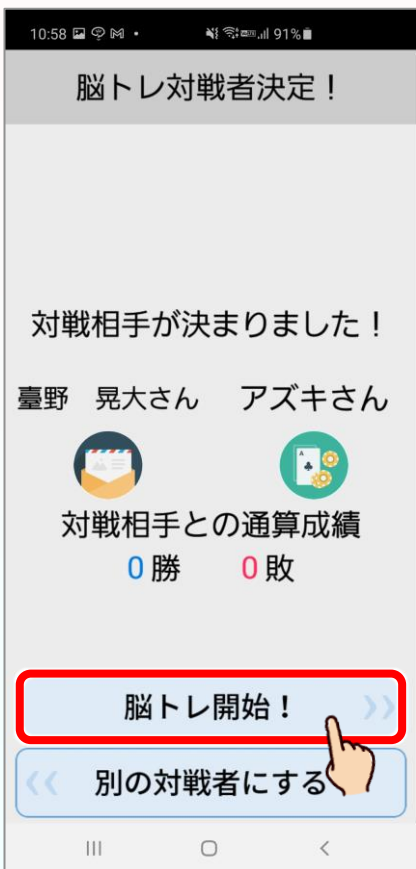 10:58 91%
脳トレ対戦者決定！
対戦相手が決まりました！
臺野 晃大さん アズキさん
対戦相手との通算成績
0勝 0敗
脳トレ開始！
別の対戦者にする